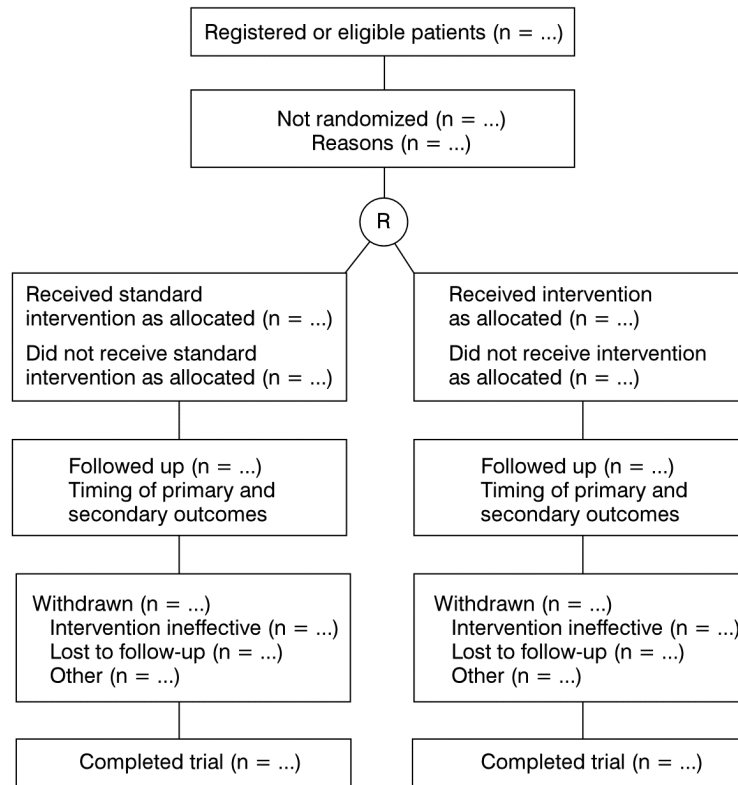 Registered or eligible patients (n = ...)
Not randomized (n = ...)
Reasons (n = ...)
R
Received standard
intervention as allocated (n = ...)
Did not receive standard
intervention as allocated (n = ...)
Received intervention
as allocated (n = ...)
Did not receive intervention
as allocated (n = ...)
Followed up (n = ...)
Timing of primary and
secondary outcomes
Followed up (n = ...)
Timing of primary and
secondary outcomes
Withdrawn (n = ...)
Intervention ineffective (n = ...)
Lost to follow-up (n = ...)
Other (n = ...)
Withdrawn (n = ...)
Intervention ineffective (n = ...)
Lost to follow-up (n = ...)
Other (n = ...)
Completed trial (n = ...)
Completed trial (n = ...)